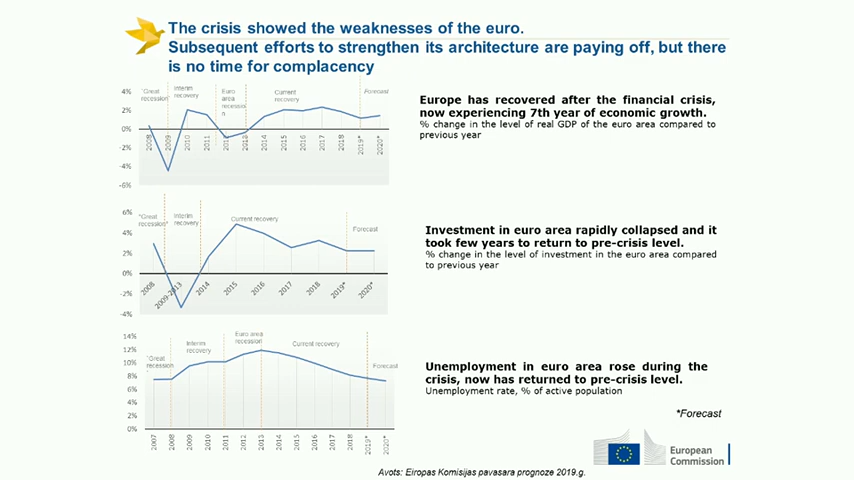 The crisis showed the weaknesses of the euro.
Subsequent efforts to strengthen its architecture are paying off, but there
is no time for complacency
4%
2%
0%
-2%
-4%
-6%
"Great
recession"
Interim
recovery
Euro
area
recessio
n
Current
recovery
Forecast
2008
2009
2010
2011
2012
2013
2014
2015
2016
2017
2018
2019*
2020*
Europe has recovered after the financial crisis,
now experiencing 7th year of economic growth.
% change in the level of real GDP of the euro area compared to
previous year
6%
4%
2%
0%
-2%
-4%
"Great
recession"
Interim
recovery
Current recovery
Forecast
2008
2009-2013
2014
2015
2016
2017
2018
2019*
2020*
Investment in euro area rapidly collapsed and it
took few years to return to pre-crisis level.
% change in the level of investment in the euro area compared
to previous year
14%
12%
10%
8%
6%
4%
2%
0%
"Great
recession"
Interim
recovery
Euro area
recession
Current recovery
Forecast
2007
2008
2009
2010
2011
2012
2013
2014
2015
2016
2017
2018
2019*
2020*
Unemployment in euro area rose during the
crisis, now has returned to pre-crisis level.
Unemployment rate, % of active population
*Forecast
European
Commission
Avots: Eiropas Komisijas pavasara prognoze 2019.g.